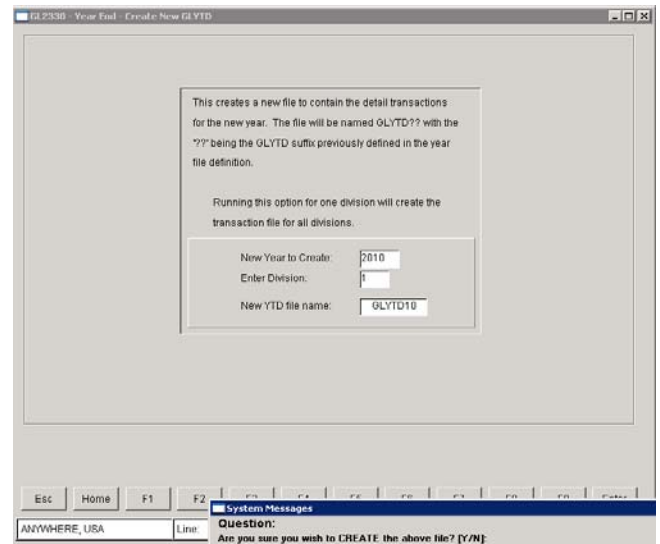 GL2330 - Year End - Create New GLYTD
This creates a new file to contain the detail transactions
for the new year. The file will be named GLYTD?? with the
"??" being the GLYTD suffix previously defined in the year
file definition.
Running this option for one division will create the
transaction file for all divisions.
New Year to Create: 2010
Enter Division: 1
New YTD file name: GLYTD10
Esc Home F1 F2
System Messages
ANYWHERE, USA Line: Question:
Are you sure you wish to CREATE the above file? [Y/N]: